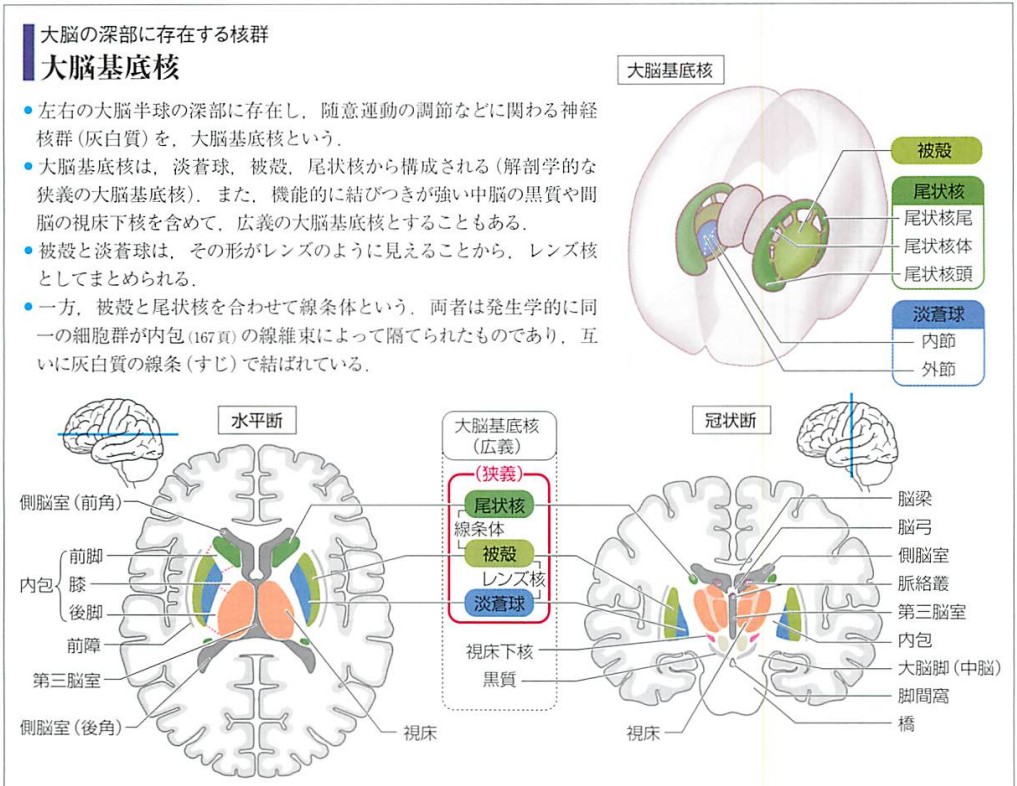 大脳の深部に存在する核群
大脳基底核
●左右の大脳半球の深部に存在し，随意運動の調節などに関わる神経
核群（灰白質）を，大脳基底核という．
●大脳基底核は，淡蒼球，被殻，尾状核から構成される（解剖学的な
狭義の大脳基底核）．また，機能的に結びつきが強い中脳の黒質や間
脳の視床下核を含めて，広義の大脳基底核とすることもある．
●被殻と淡蒼球は，その形がレンズのように見えることから，レンズ核
としてまとめられる．
●一方，被殻と尾状核を合わせて線条体という．両者は発生学的に同
一の細胞群が内包（167頁）の線維束によって隔てられたものであり，互
いに灰白質の線条（すじ）で結ばれている．
大脳基底核
被殻
尾状核
尾状核尾
尾状核体
尾状核頭
淡蒼球
内節
外節
水平断
側脳室（前角）
内包
前脚
膝
後脚
前障
第三脳室
側脳室（後角）
視床
大脳基底核
（広義）
（狭義）
尾状核
線条体
被殻
レンズ核
淡蒼球
視床下核
黒質
冠状断
脳梁
脳弓
側脳室
脈絡叢
第三脳室
内包
大脳脚（中脳）
脚間窩
橋
視床